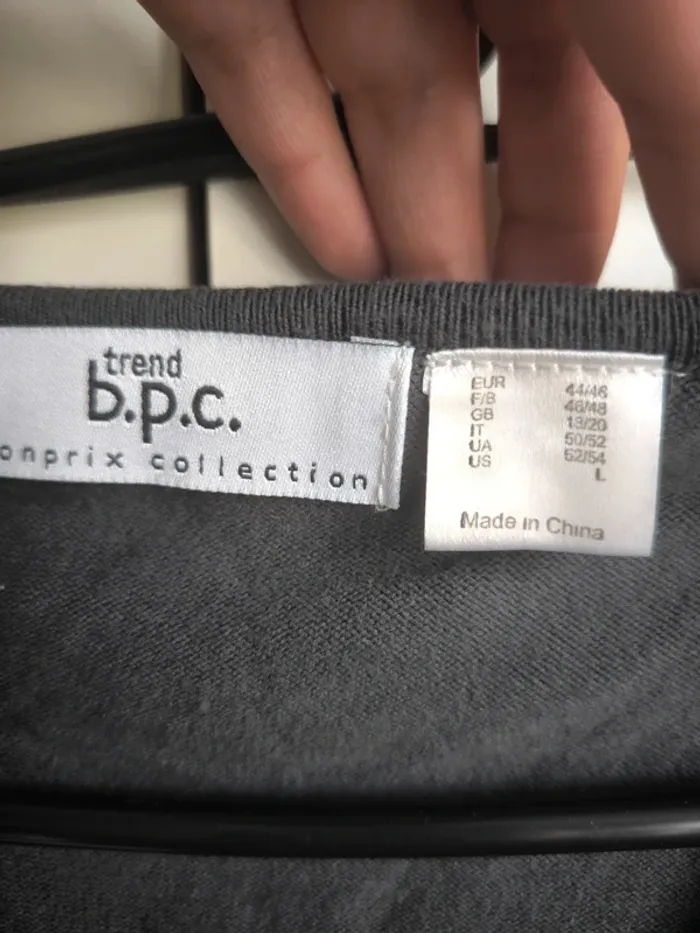 trend
b.p.c.
onprix collection
EUR 44/46
F/B 46/48
GB 18/20
IT 50/52
UA 52/54
US L
Made in China